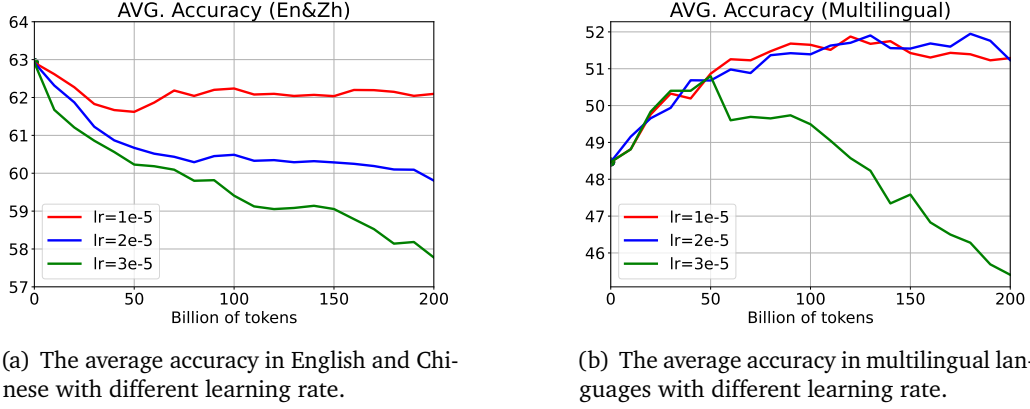 AVG. Accuracy (En&Zh)
64
63
62
61
60
59
58
57
0
50
100
150
200
lr=1e-5
lr=2e-5
lr=3e-5
Billion of tokens
(a) The average accuracy in English and Chi-
nese with different learning rate.
AVG. Accuracy (Multilingual)
52
51
50
49
48
47
46
0
50
100
150
200
lr=1e-5
lr=2e-5
lr=3e-5
Billion of tokens
(b) The average accuracy in multilingual lan-
guages with different learning rate.